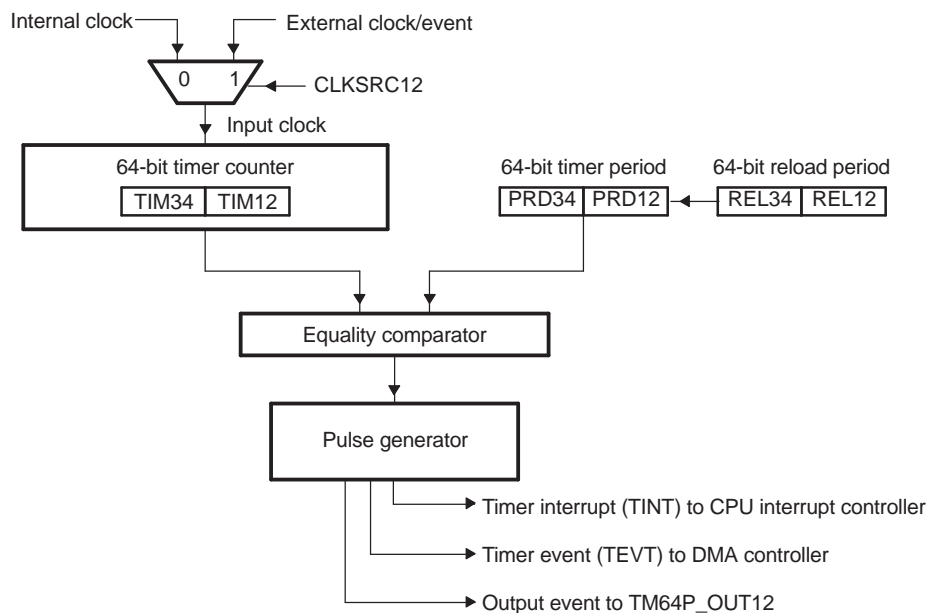 Internal clock
External clock/event
0 1
CLKSRC12
Input clock
64-bit timer counter
TIM34 TIM12
64-bit timer period
PRD34 PRD12
64-bit reload period
REL34 REL12
Equality comparator
Pulse generator
Timer interrupt (TINT) to CPU interrupt controller
Timer event (TEVT) to DMA controller
Output event to TM64P_OUT12